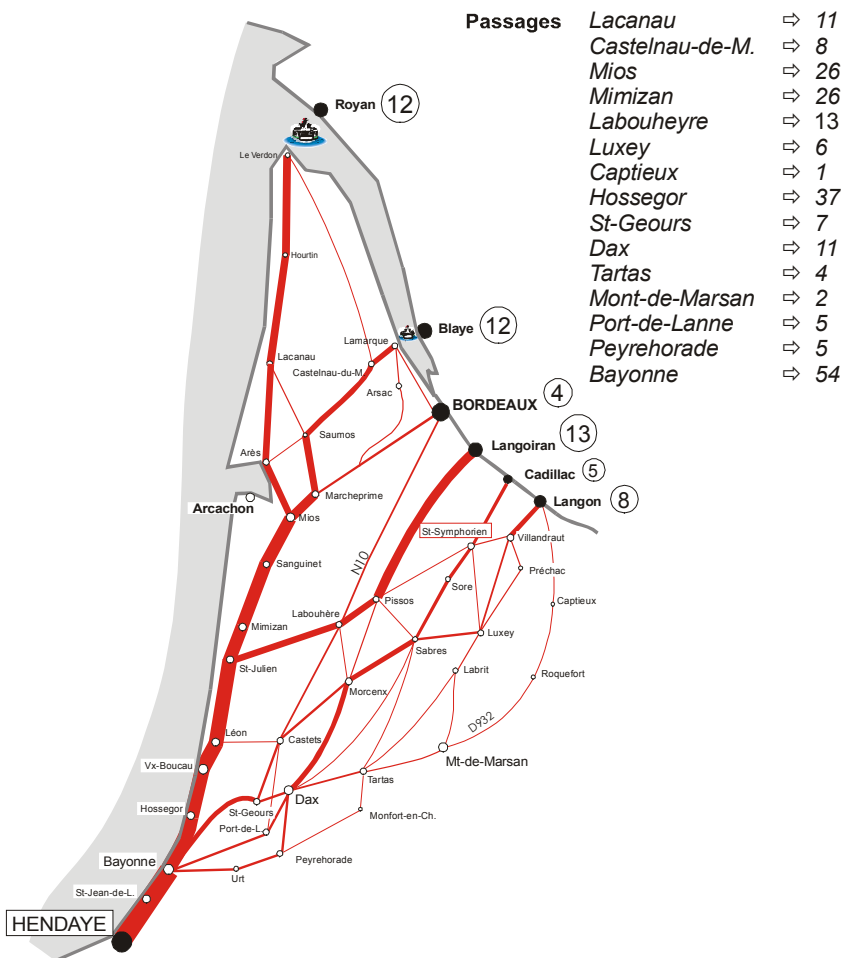 Passages Lacanau ⇨ 11
Castelnau-de-M. ⇨ 8
Mios ⇨ 26
Mimizan ⇨ 26
Labouheyre ⇨ 13
Luxey ⇨ 6
Captieux ⇨ 1
Hossegor ⇨ 37
St-Geours ⇨ 7
Dax ⇨ 11
Tartas ⇨ 4
Mont-de-Marsan ⇨ 2
Port-de-Lanne ⇨ 5
Peyrehorade ⇨ 5
Bayonne ⇨ 54
Royan 12
Le Verdon
Hourtin
Blaye 12
Lamarque
Lacanau
Castelnau-du-M.
Arsac
BORDEAUX 4
Saumos
Langoiran 13
Arès
Cadillac 5
Marcheprime
Langon 8
Arcachon
Mios
St-Symphorien
Villandraut
N10
Sanguinet
Préchac
Sore
Pissos
Captieux
Labouhère
Mimizan
Luxey
Sabres
St-Julien
Labrit
Roquefort
Morcenx
D932
Léon
Castets
Mt-de-Marsan
Vx-Boucau
Tartas
Dax
Hossegor
St-Geours
Monfort-en-Ch.
Port-de-L.
Bayonne
Peyrehorade
Urt
St-Jean-de-L.
HENDAYE